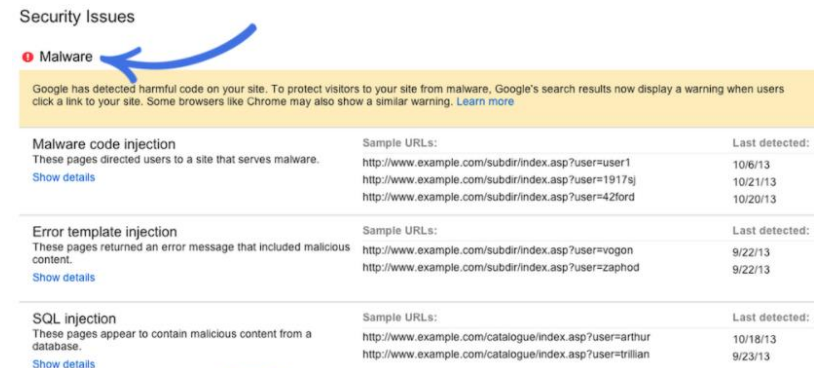 Security Issues
Malware
Google has detected harmful code on your site. To protect visitors to your site from malware, Google's search results now display a warning when users
click a link to your site. Some browsers like Chrome may also show a similar warning. Learn more
Malware code injection
These pages directed users to a site that serves malware.
Show details
Sample URLs:
Last detected:
http://www.example.com/subdir/index.asp?user=user1
10/6/13
http://www.example.com/subdir/index.asp?user=1917sj
10/21/13
http://www.example.com/subdir/index.asp?user=42ford
10/20/13
Error template injection
These pages returned an error message that included malicious
content.
Show details
Sample URLs:
Last detected:
http://www.example.com/subdir/index.asp?user=vogon
9/22/13
http://www.example.com/subdir/index.asp?user=zaphod
9/22/13
SQL injection
These pages appear to contain malicious content from a
database.
Show details
Sample URLs:
Last detected:
http://www.example.com/catalogue/index.asp?user=arthur
10/18/13
http://www.example.com/catalogue/index.asp?user=trillian
9/23/13